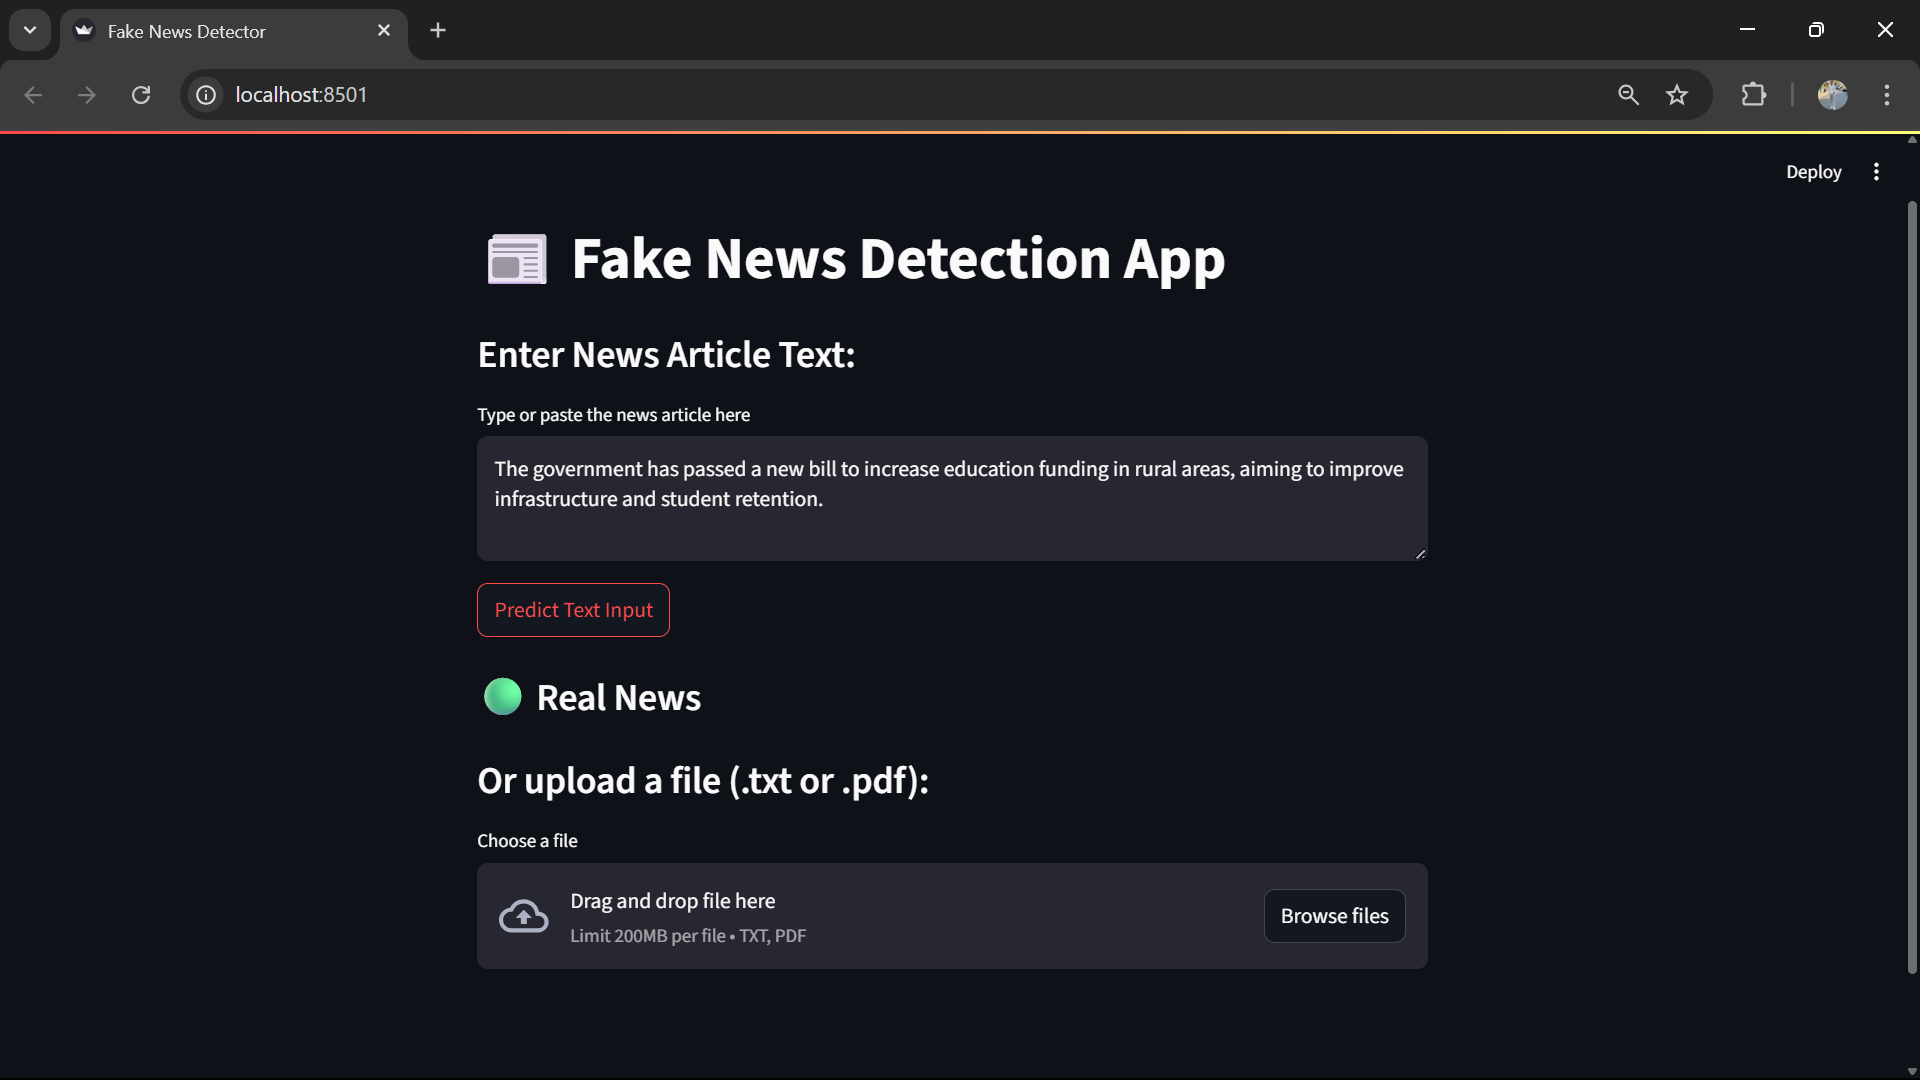 Fake News Detector
localhost:8501
Deploy
Fake News Detection App
Enter News Article Text:
Type or paste the news article here
The government has passed a new bill to increase education funding in rural areas, aiming to improve
infrastructure and student retention.
Predict Text Input
Real News
Or upload a file (.txt or .pdf):
Choose a file
Drag and drop file here
Limit 200MB per file • TXT, PDF
Browse files